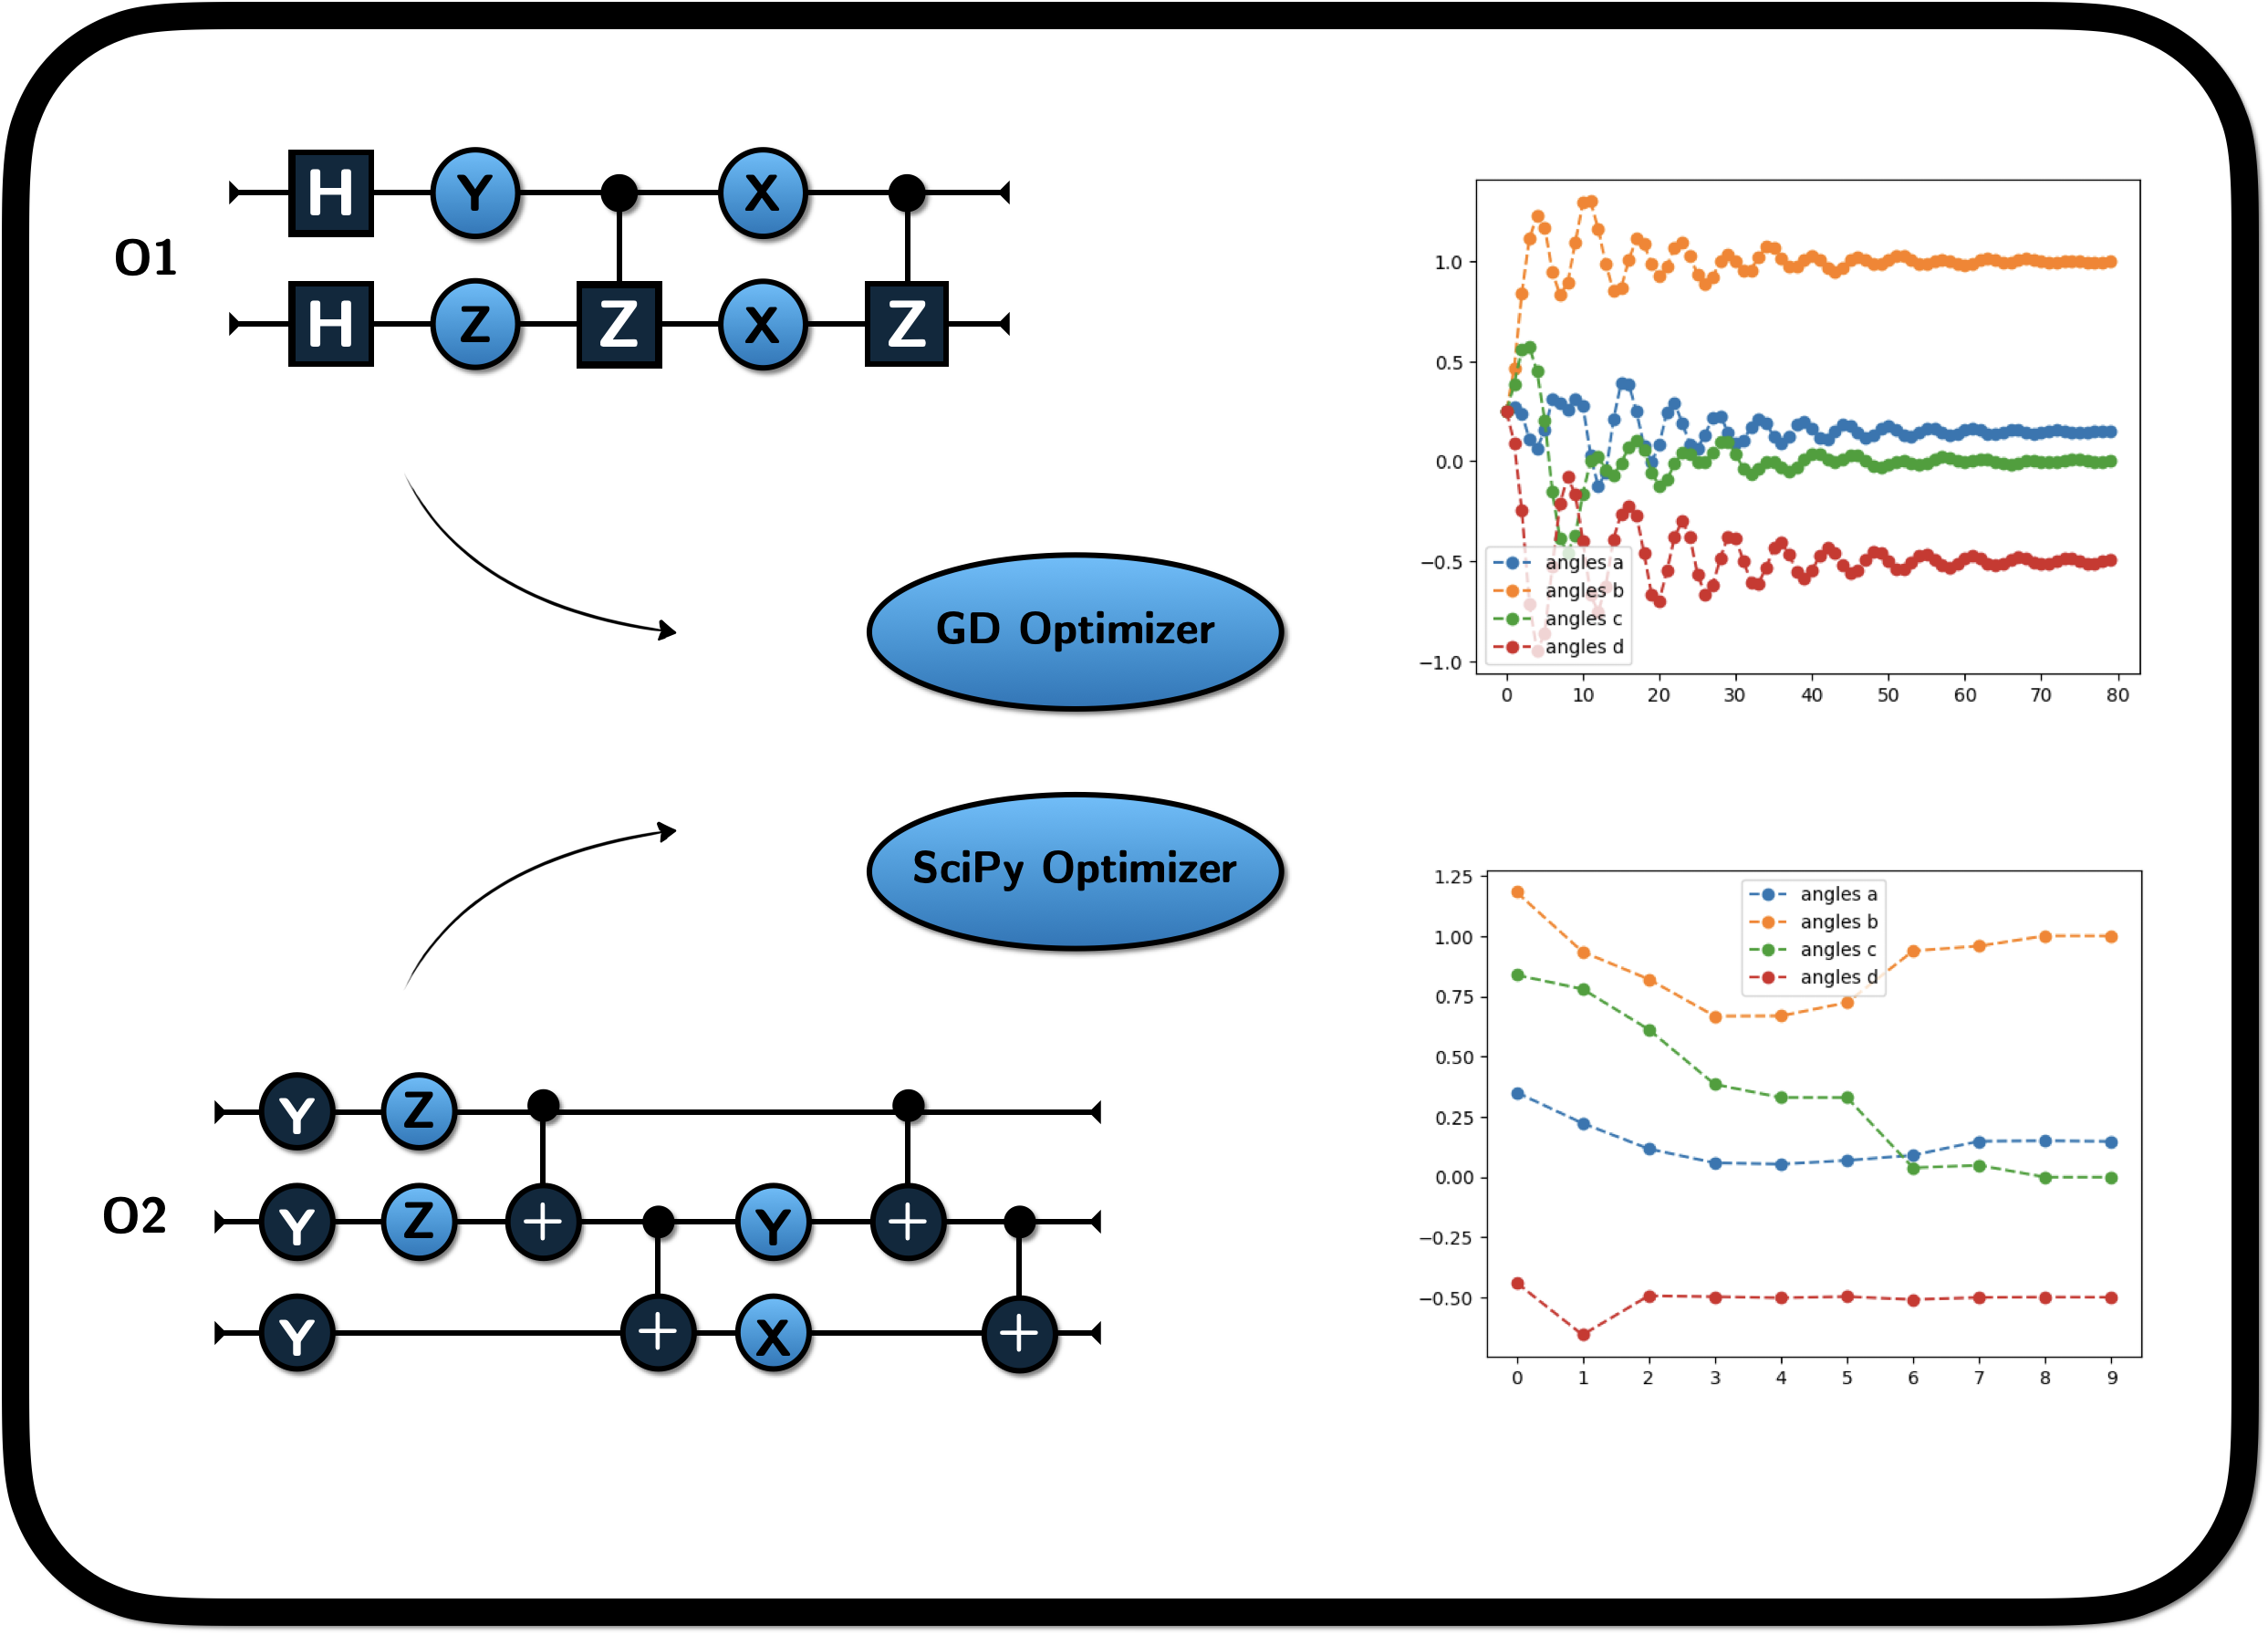 H Y X
O1
H Z Z X Z
GD Optimizer
SciPy Optimizer
Y Z
O2
Y Z + Y +
Y + X +
1.0
0.5
0.0
−0.5
−1.0
angles a
angles b
angles c
angles d
0 10 20 30 40 50 60 70 80
1.25
1.00
0.75
0.50
0.25
0.00
−0.25
−0.50
angles a
angles b
angles c
angles d
0 1 2 3 4 5 6 7 8 9